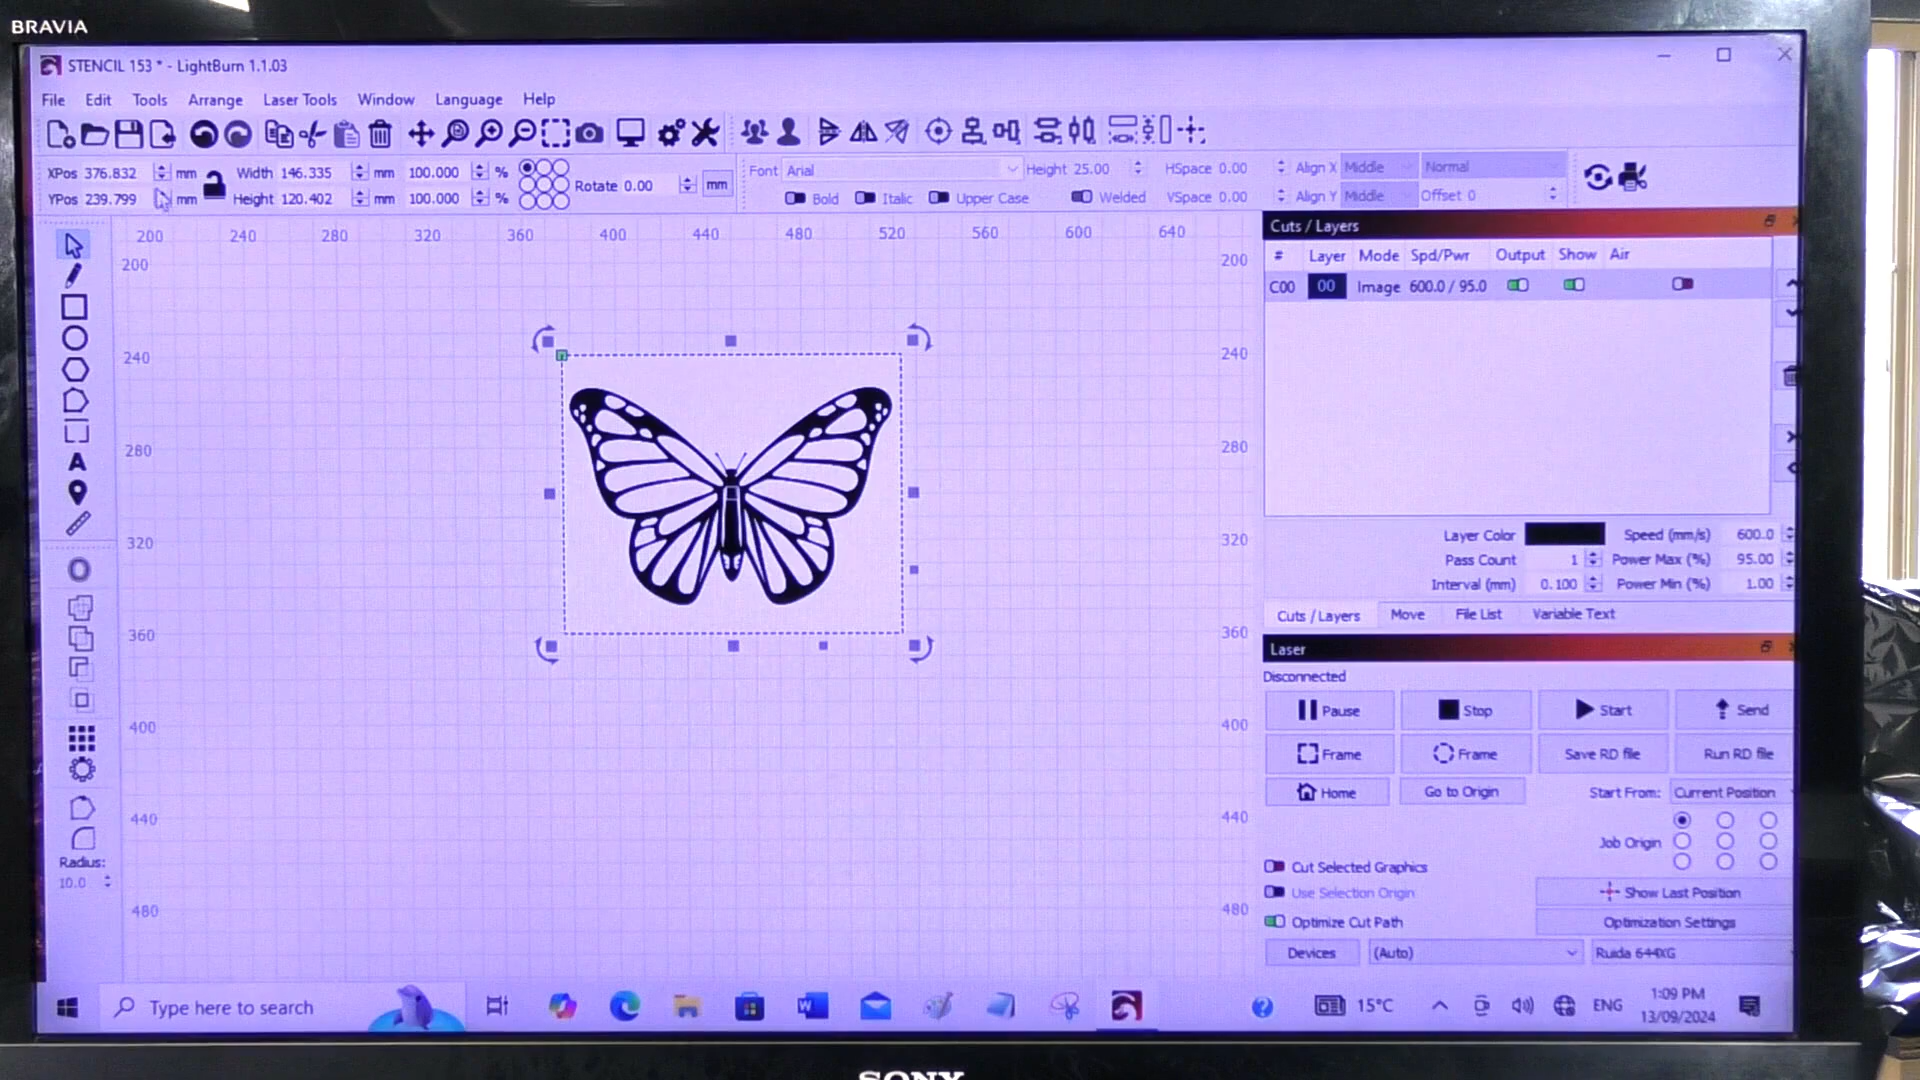 BRAVIA
STENCIL 153 * - LightBurn 1.1.03
File Edit Tools Arrange Laser Tools Window Language Help
XPos 376.832 mm Width 146.335 mm 100.000 %
YPos 239.799 mm Height 120.402 mm 100.000 %
Rotate 0.00 mm
Font Arial Height 25.00 HSpace 0.00 Align X Middle Normal
Bold Italic Upper Case Welded VSpace 0.00 Align Y Middle Offset 0
200 240 280 320 360 400 440 480 520 560 600 640
200 200
240 240
280 280
320 320
360 360
400 400
440 440
480 480
A
Radius:
10.0
Cuts / Layers
# Layer Mode Spd/Pwr Output Show Air
C00 00 Image 600.0 / 95.0
Layer Color Speed (mm/s) 600.0
Pass Count 1 Power Max (%) 95.00
Interval (mm) 0.100 Power Min (%) 1.00
Cuts / Layers Move File List Variable Text
Laser
Disconnected
Pause Stop Start Send
Frame Frame Save RD file Run RD file
Home Go to Origin Start From: Current Position
Job Origin
Cut Selected Graphics
Use Selection Origin Show Last Position
Optimize Cut Path Optimization Settings
Devices (Auto) Ruida 644XG
Type here to search 15°C ENG 1:09 PM
13/09/2024
SONY